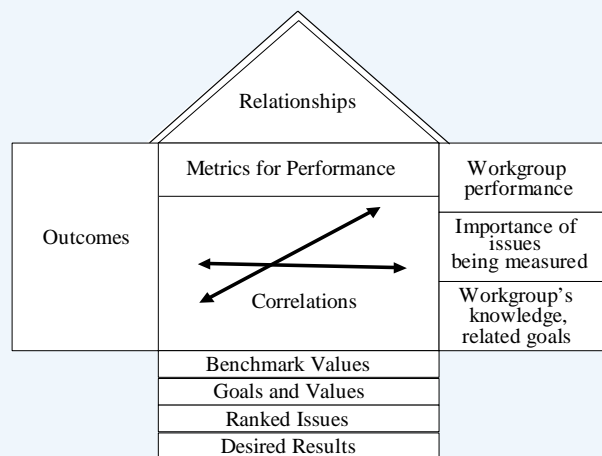 Relationships
Metrics for Performance
Outcomes
Correlations
Workgroup
performance
Importance of
issues
being measured
Workgroup’s
knowledge,
related goals
Benchmark Values
Goals and Values
Ranked Issues
Desired Results